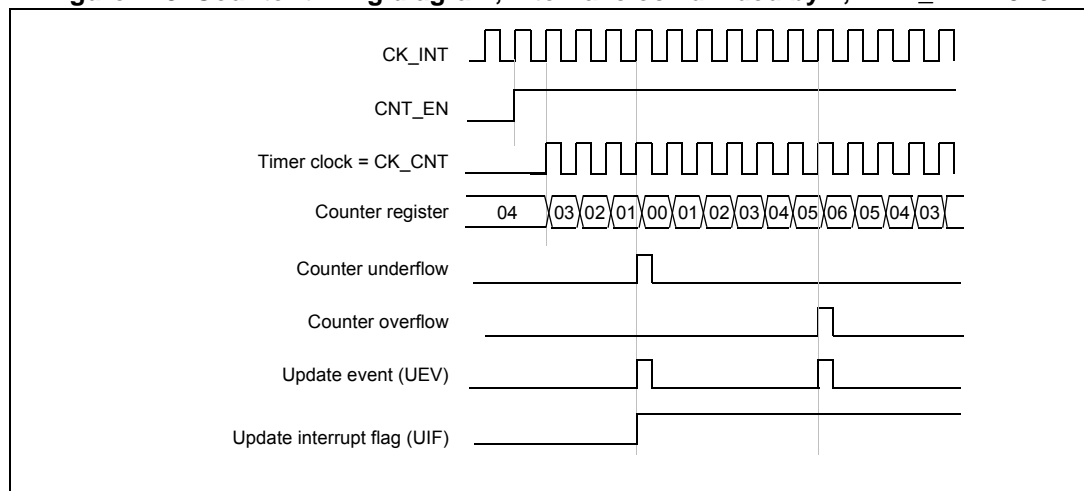 CK_INT
CNT_EN
Timer clock = CK_CNT
Counter register 04 03 02 01 00 01 02 03 04 05 06 05 04 03
Counter underflow
Counter overflow
Update event (UEV)
Update interrupt flag (UIF)